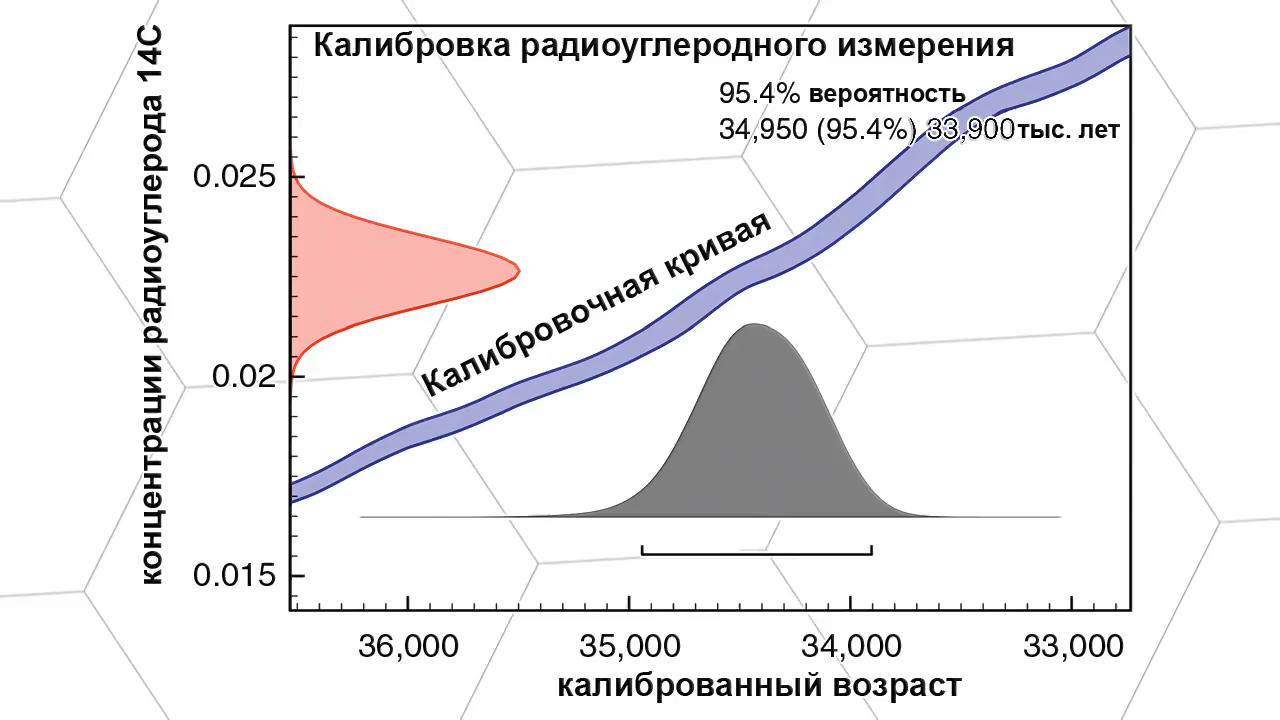 Калибровка радиоуглеродного измерения
95.4% вероятность
34,950 (95.4%) 33,900тыс. лет
концентрации радиоуглерода 14С
0.025
Калибровочная кривая
0.02
0.015
36,000 35,000 34,000 33,000
калиброванный возраст